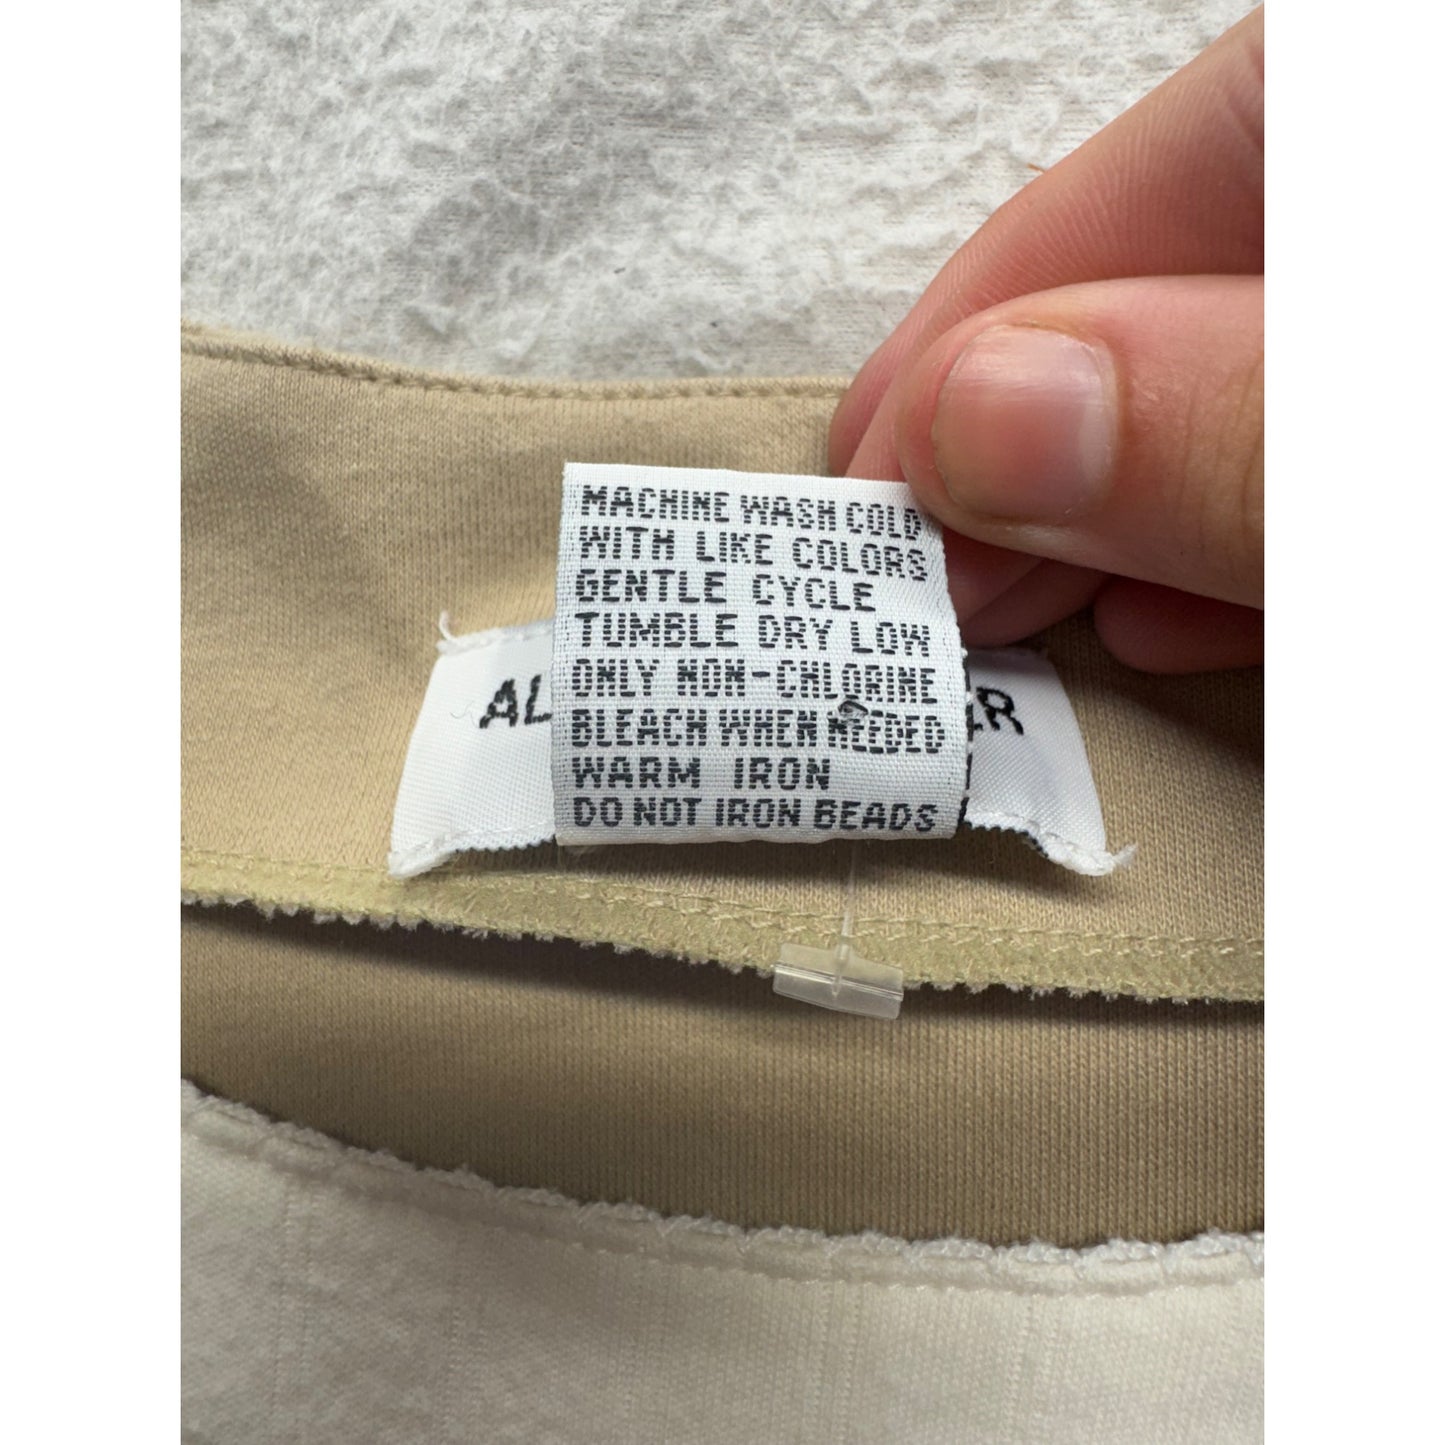 MACHINE WASH COLD
WITH LIKE COLORS
GENTLE CYCLE
TUMBLE DRY LOW
ONLY NON-CHLORINE
BLEACH WHEN NEEDED
WARM IRON
DO NOT IRON BEADS